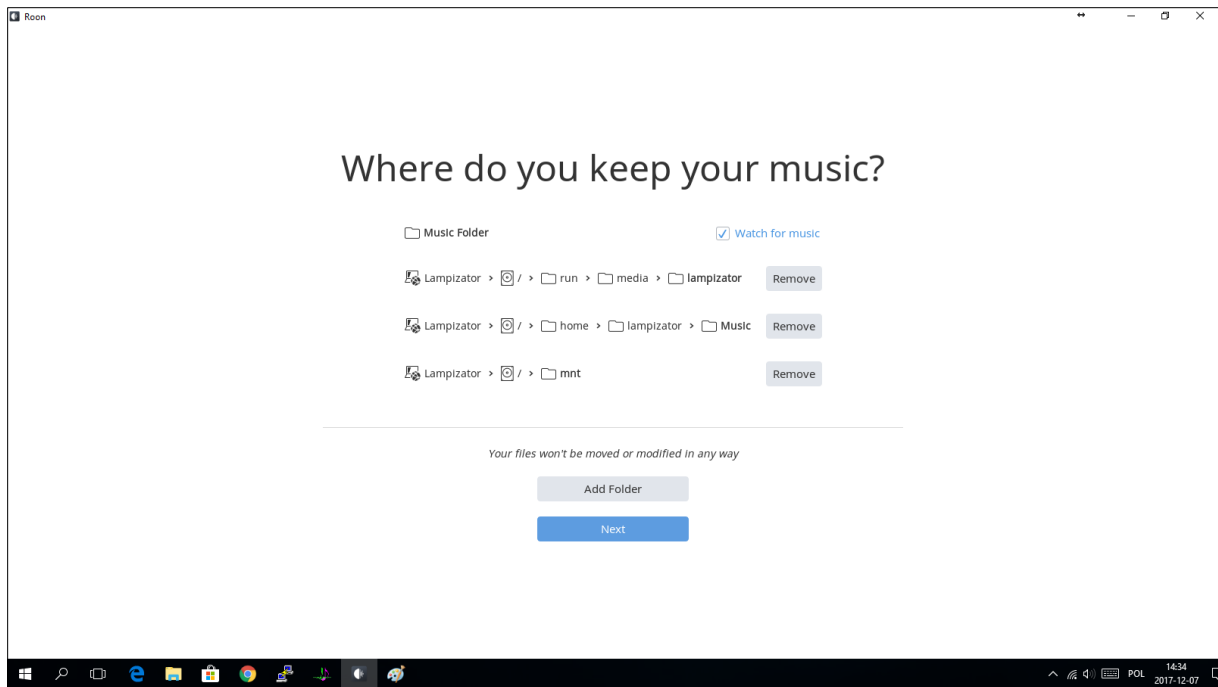 Roon
Where do you keep your music?
Music Folder
Watch for music
Lampizator > / > run > media > lampizator
Remove
Lampizator > / > home > lampizator > Music
Remove
Lampizator > / > mnt
Remove
Your files won't be moved or modified in any way
Add Folder
Next
POL
14:34
2017-12-07